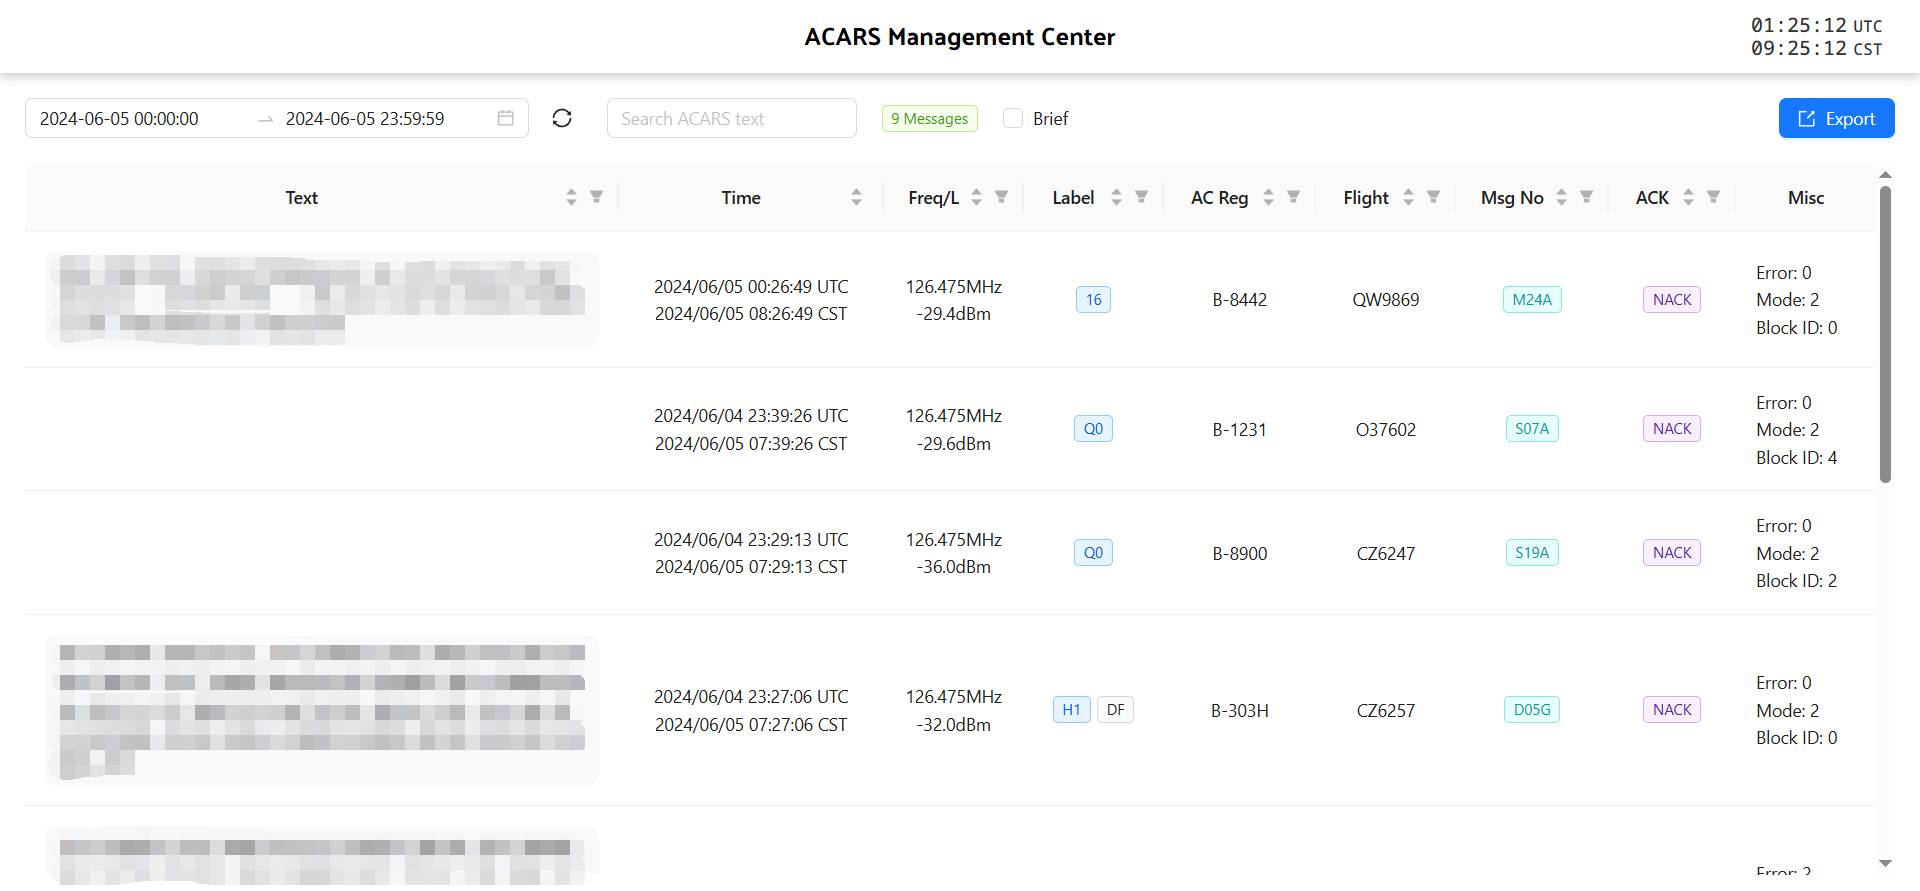 ACARS Management Center
01:25:12 UTC
09:25:12 CST
2024-06-05 00:00:00 → 2024-06-05 23:59:59
Search ACARS text
9 Messages
Brief
Export
Text Time Freq/L Label AC Reg Flight Msg No ACK Misc
2024/06/05 00:26:49 UTC
2024/06/05 08:26:49 CST
126.475MHz
-29.4dBm
16
B-8442
QW9869
M24A
NACK
Error: 0
Mode: 2
Block ID: 0
2024/06/04 23:39:26 UTC
2024/06/05 07:39:26 CST
126.475MHz
-29.6dBm
Q0
B-1231
O37602
S07A
NACK
Error: 0
Mode: 2
Block ID: 4
2024/06/04 23:29:13 UTC
2024/06/05 07:29:13 CST
126.475MHz
-36.0dBm
Q0
B-8900
CZ6247
S19A
NACK
Error: 0
Mode: 2
Block ID: 2
2024/06/04 23:27:06 UTC
2024/06/05 07:27:06 CST
126.475MHz
-32.0dBm
H1 DF
B-303H
CZ6257
D05G
NACK
Error: 0
Mode: 2
Block ID: 0
Error: 2